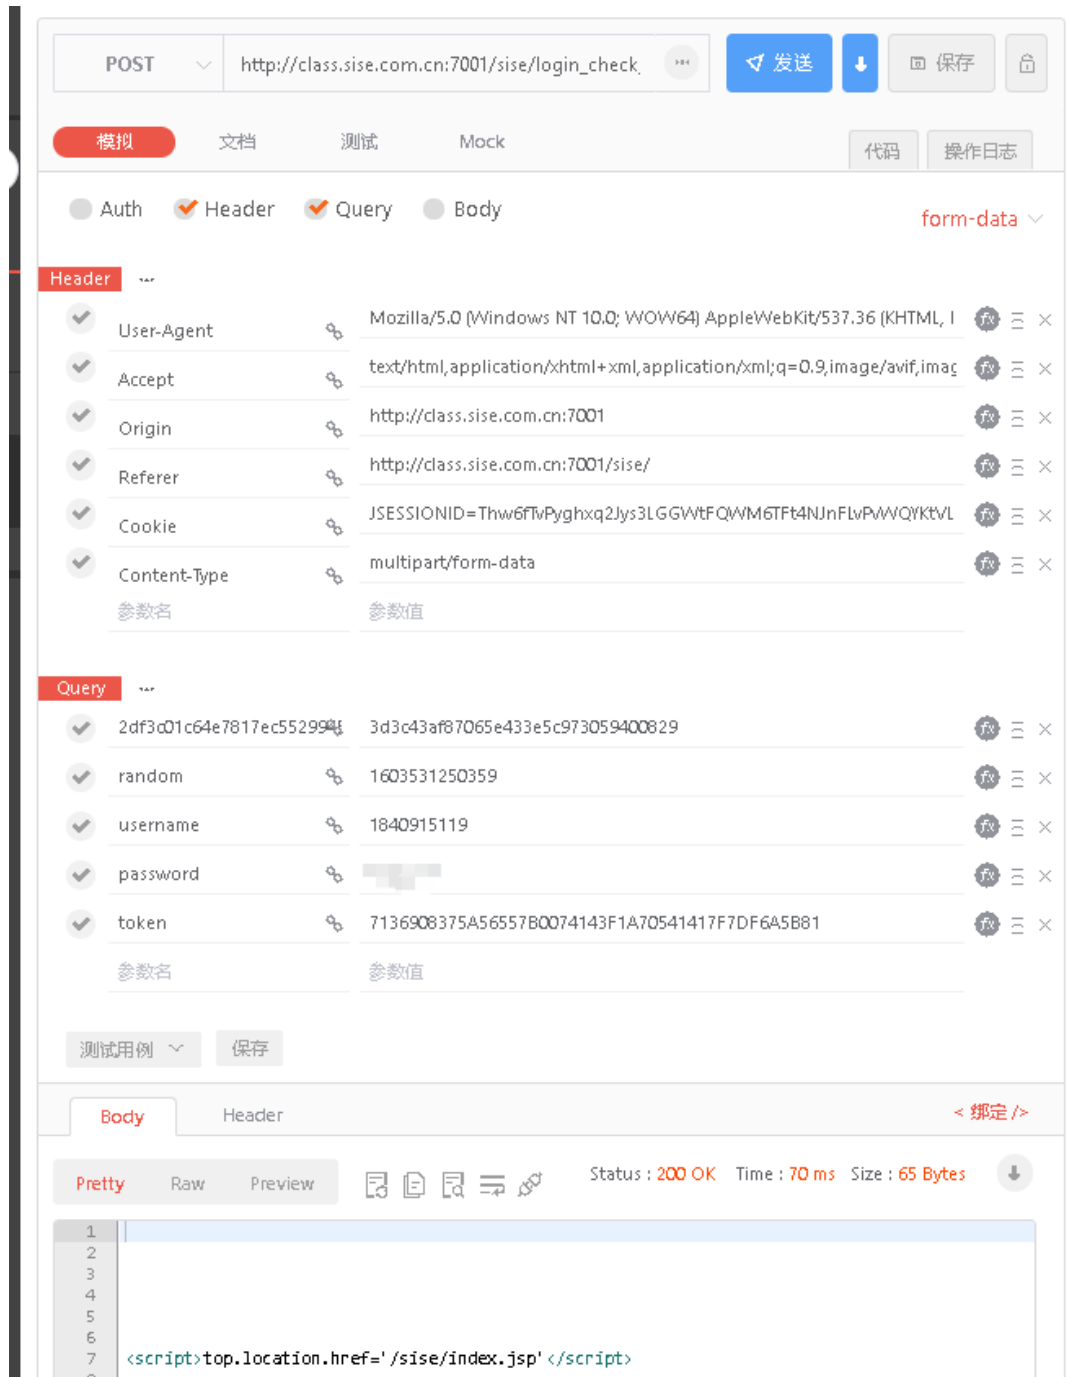 POST http://class.sise.com.cn:7001/sise/login_check_ ... 发送 保存
模拟 文档 测试 Mock 代码 操作日志
Auth Header Query Body form-data
Header ...
User-Agent Mozilla/5.0 (Windows NT 10.0; WOW64) AppleWebKit/537.36 (KHTML, l
Accept text/html,application/xhtml+xml,application/xml;q=0.9,image/avif,imag
Origin http://class.sise.com.cn:7001
Referer http://class.sise.com.cn:7001/sise/
Cookie JSESSIONID=Thw6fTvPyghxq2Jys3LGGWtFQWM6TFt4NJnFLvPvWQYKtVL
Content-Type multipart/form-data
参数名 参数值
Query ...
2df3c01c64e7817ec552994 3d3c43af87065e433e5c973059400829
random 1603531250359
username 1840915119
password
token 7136908375A56557B0074143F1A70541417F7DF6A5B81
参数名 参数值
测试用例 保存
Body Header < 绑定 />
Pretty Raw Preview Status : 200 OK Time : 70 ms Size : 65 Bytes
1
2
3
4
5
6
7 <script>top.location.href='/sise/index.jsp'</script>